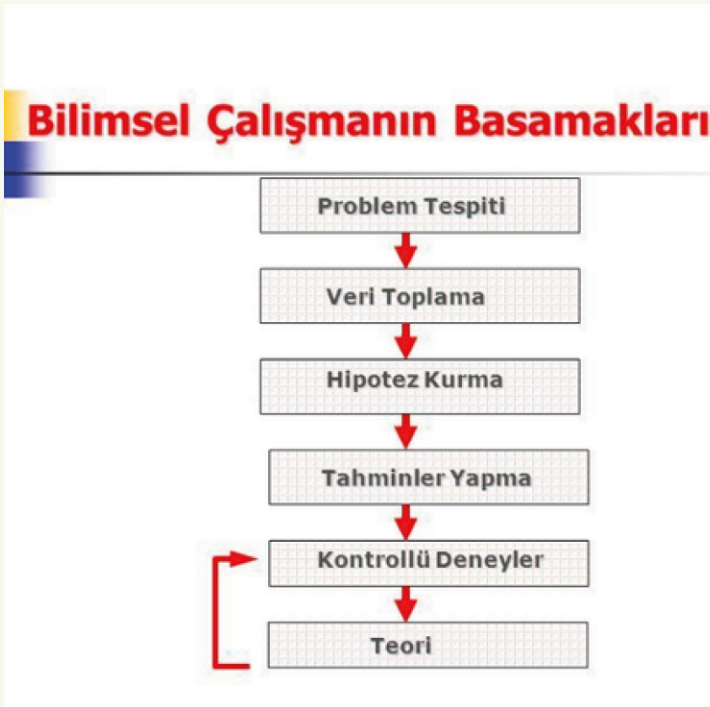 Bilimsel Çalışmanın Basamakları
Problem Tespiti
Veri Toplama
Hipotez Kurma
Tahminler Yapma
Kontrollü Deneyler
Teori